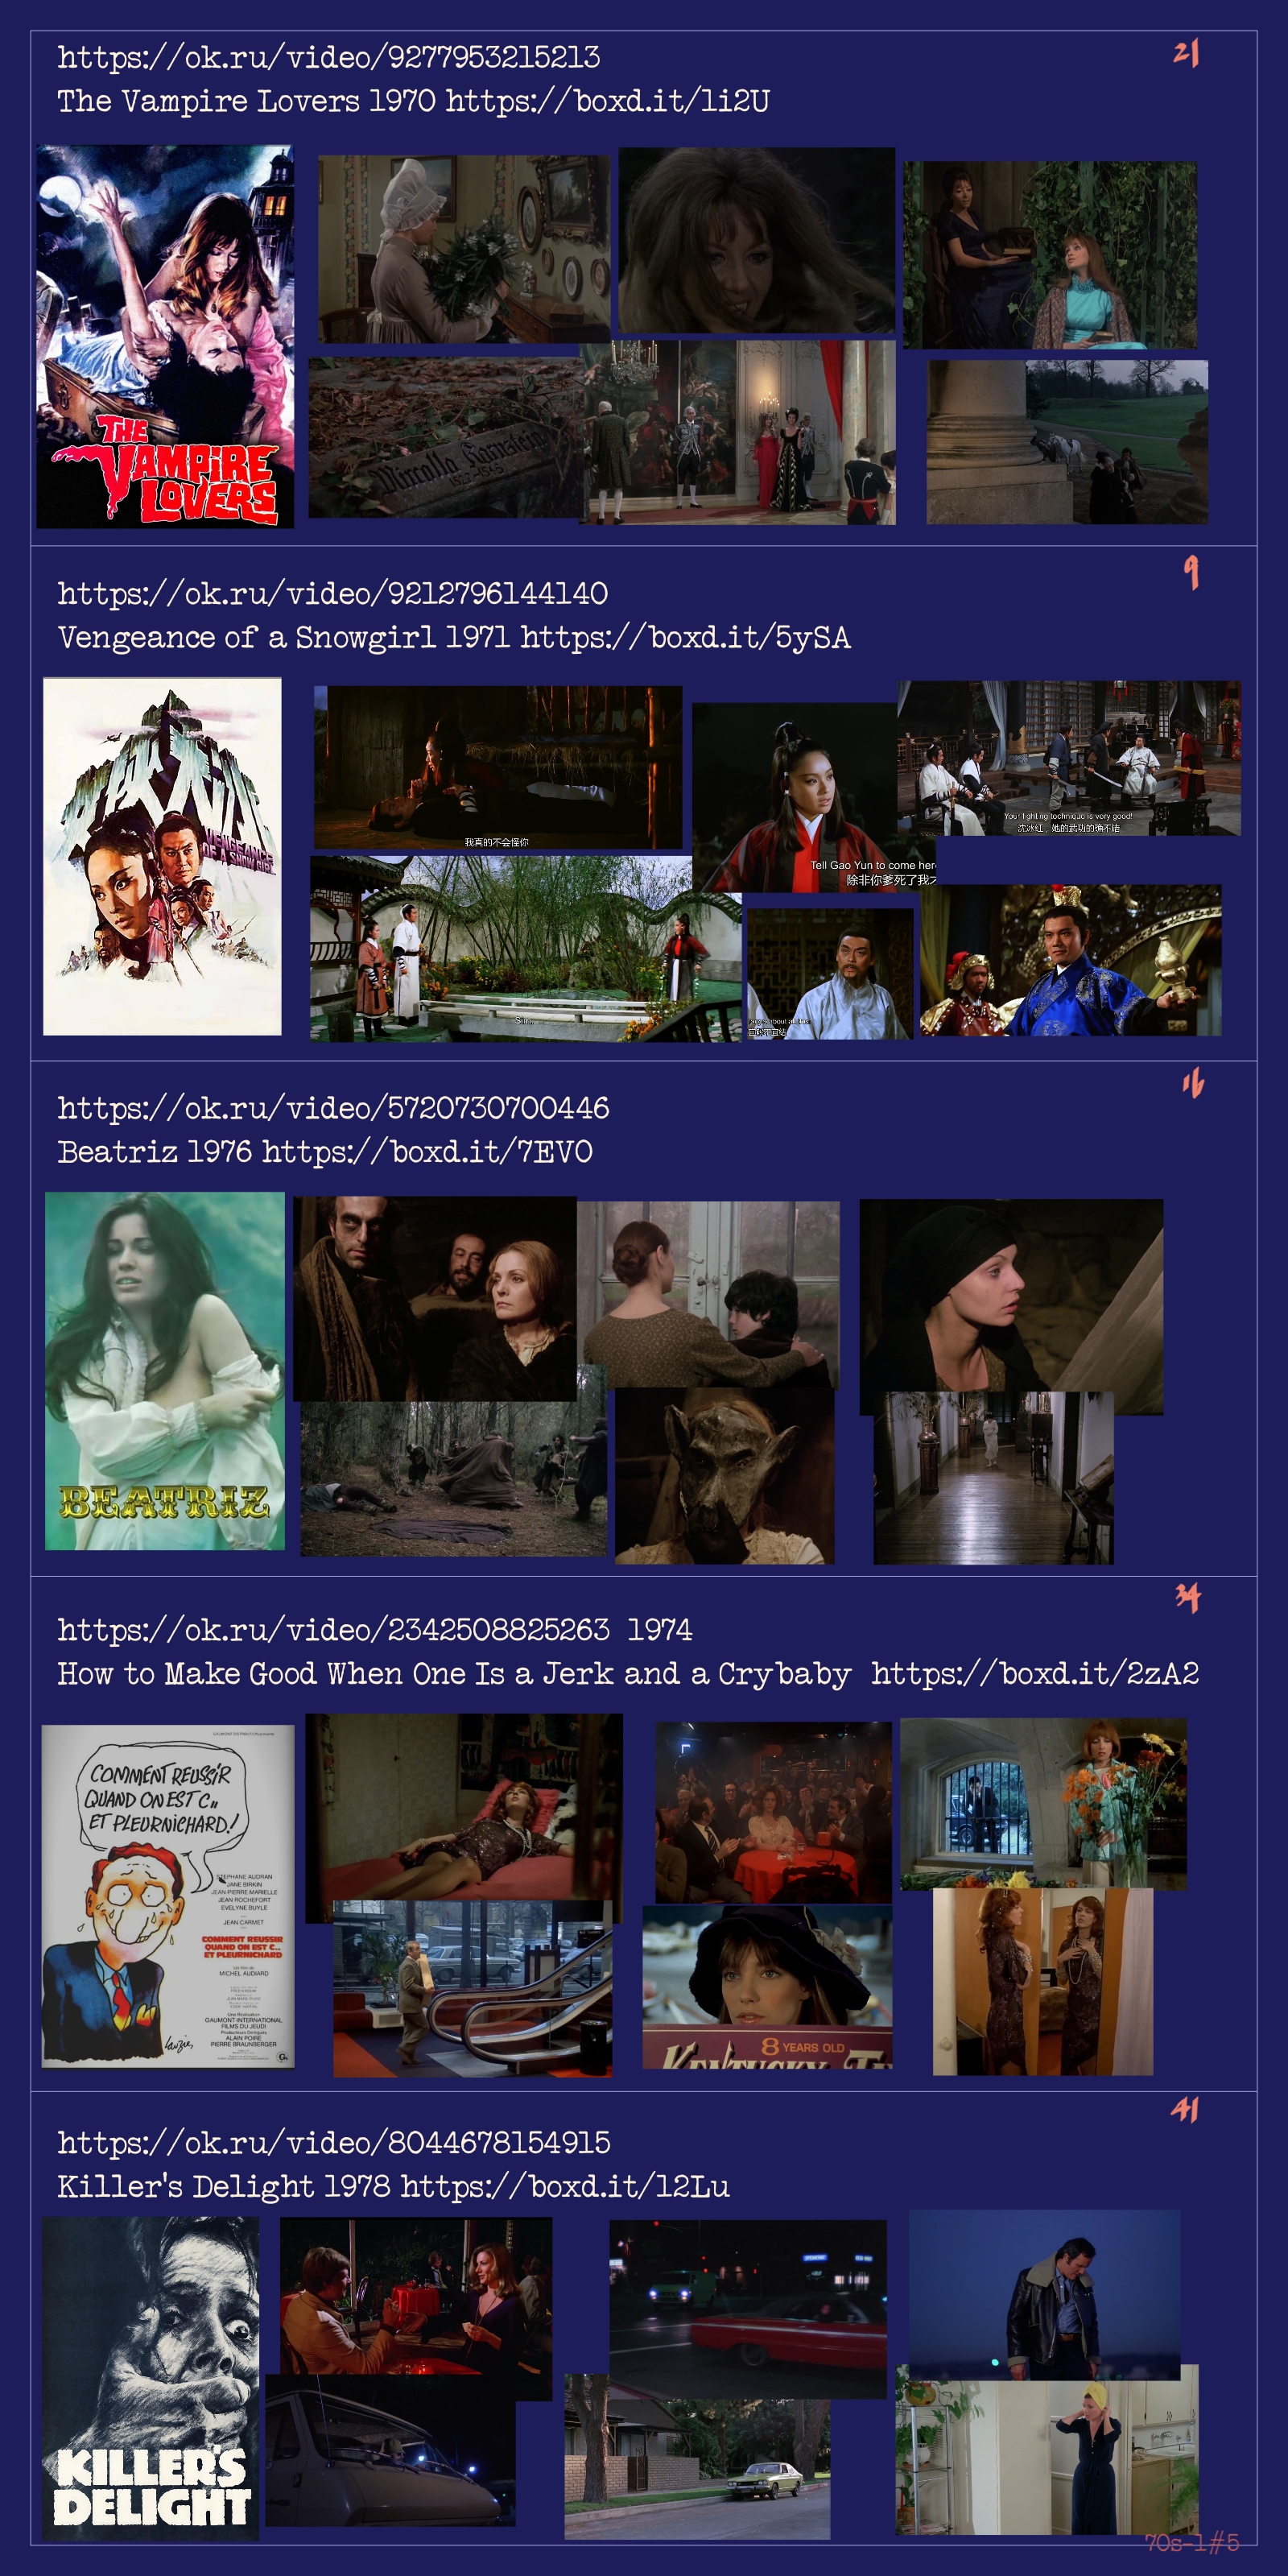 https://ok.ru/video/9277953215213
21
The Vampire Lovers 1970 https://boxd.it/1i2U
THE
VAMPIRE
LOVERS
Mircalla
https://ok.ru/video/9212796144140
9
Vengeance of a Snowgirl 1971 https://boxd.it/5ySA
VENGEANCE
OF A SNOW GIRL
我真的不会怪你
Tell Gao Yun to come her
除非你爹死了我才
Your fighting technique is very good!
沈冰红，她的武功的确不错
Sir
https://ok.ru/video/5720730700446
16
Beatriz 1976 https://boxd.it/7EV0
BEATRIZ
https://ok.ru/video/2342508825263 1974
34
How to Make Good When One Is a Jerk and a Crybaby https://boxd.it/2zA2
COMMENT REUSSIR
QUAND ON EST C..
ET PLEURNICHARD!
STEPHANE AUDRAN
JANE BIRKIN
JEAN-PIERRE MARIELLE
JEAN ROCHEFORT
EVELYNE BUYLE
JEAN CARMET
COMMENT REUSSIR
QUAND ON EST C..
ET PLEURNICHARD
Un film de
MICHEL AUDIARD
Une Réalisation
GAUMONT-INTERNATIONAL
FILMS DU JEUDI
Producteurs Délégués
ALAIN POIRE
PIERRE BRAUNBERGER
Lauzier
G
8 YEARS OLD
KENTUCKY T
https://ok.ru/video/8044678154915
41
Killer's Delight 1978 https://boxd.it/12Lu
KILLER'S
DELIGHT
70s-1#5